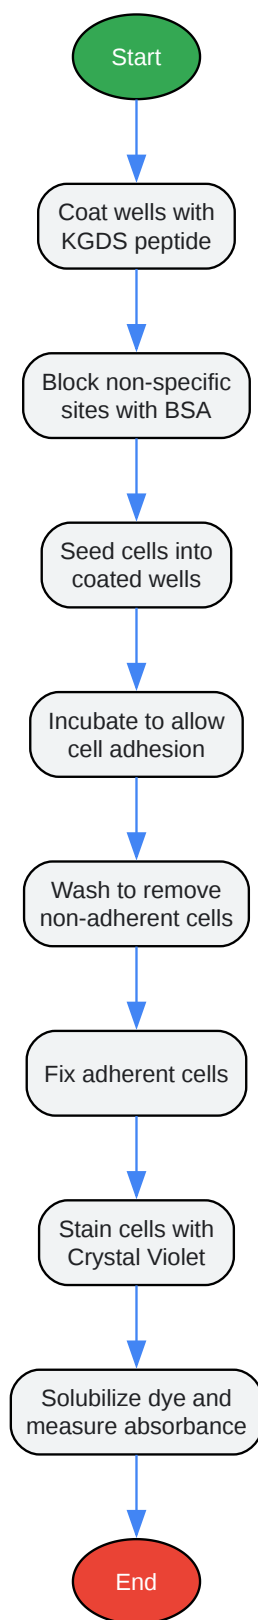 Start
Coat wells with
KGDS peptide
Block non-specific
sites with BSA
Seed cells into
coated wells
Incubate to allow
cell adhesion
Wash to remove
non-adherent cells
Fix adherent cells
Stain cells with
Crystal Violet
Solubilize dye and
measure absorbance
End